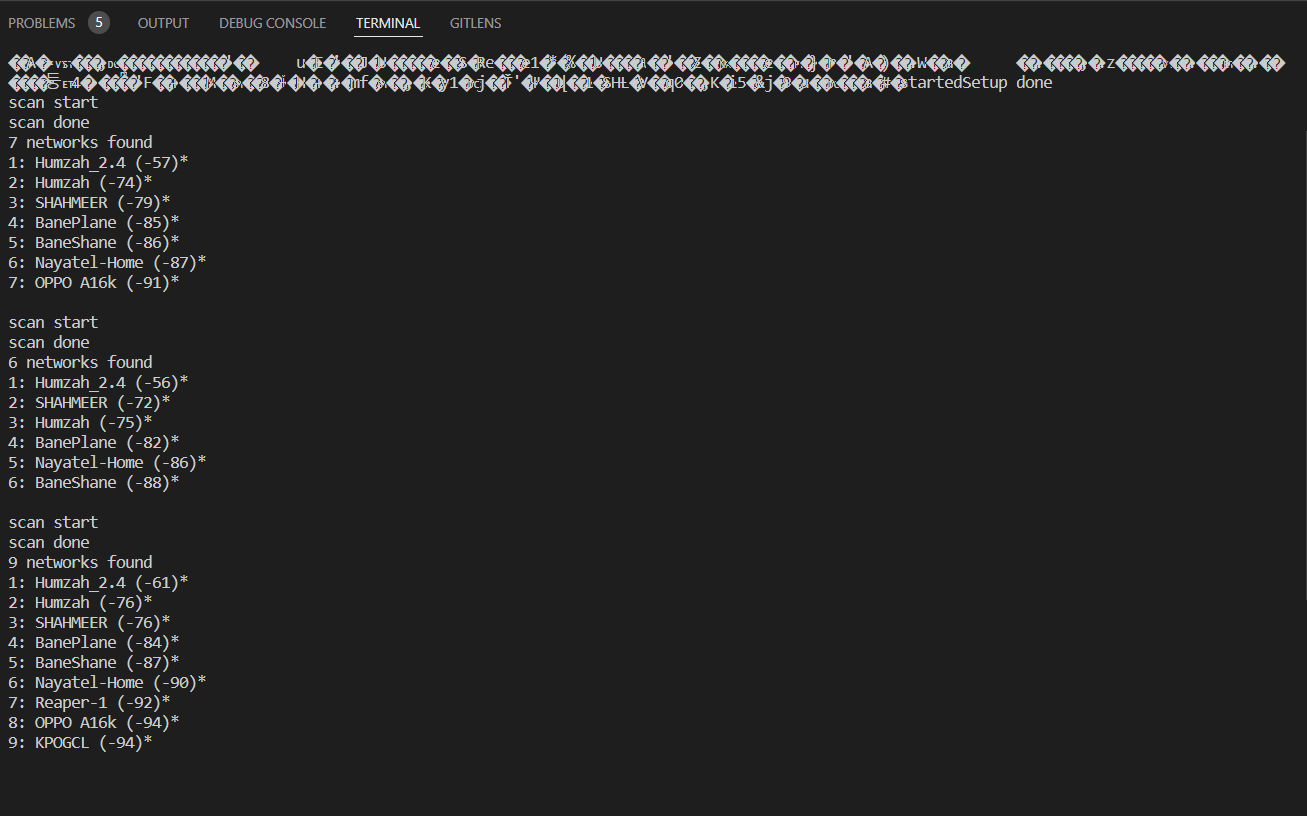 PROBLEMS 5 OUTPUT DEBUG CONSOLE TERMINAL GITLENS
startedSetup done
scan start
scan done
7 networks found
1: Humzah_2.4 (-57)*
2: Humzah (-74)*
3: SHAHMEER (-79)*
4: BanePlane (-85)*
5: BaneShane (-86)*
6: Nayatel-Home (-87)*
7: OPPO A16k (-91)*
scan start
scan done
6 networks found
1: Humzah_2.4 (-56)*
2: SHAHMEER (-72)*
3: Humzah (-75)*
4: BanePlane (-82)*
5: Nayatel-Home (-86)*
6: BaneShane (-88)*
scan start
scan done
9 networks found
1: Humzah_2.4 (-61)*
2: Humzah (-76)*
3: SHAHMEER (-76)*
4: BanePlane (-84)*
5: BaneShane (-87)*
6: Nayatel-Home (-90)*
7: Reaper-1 (-92)*
8: OPPO A16k (-94)*
9: KPOGCL (-94)*